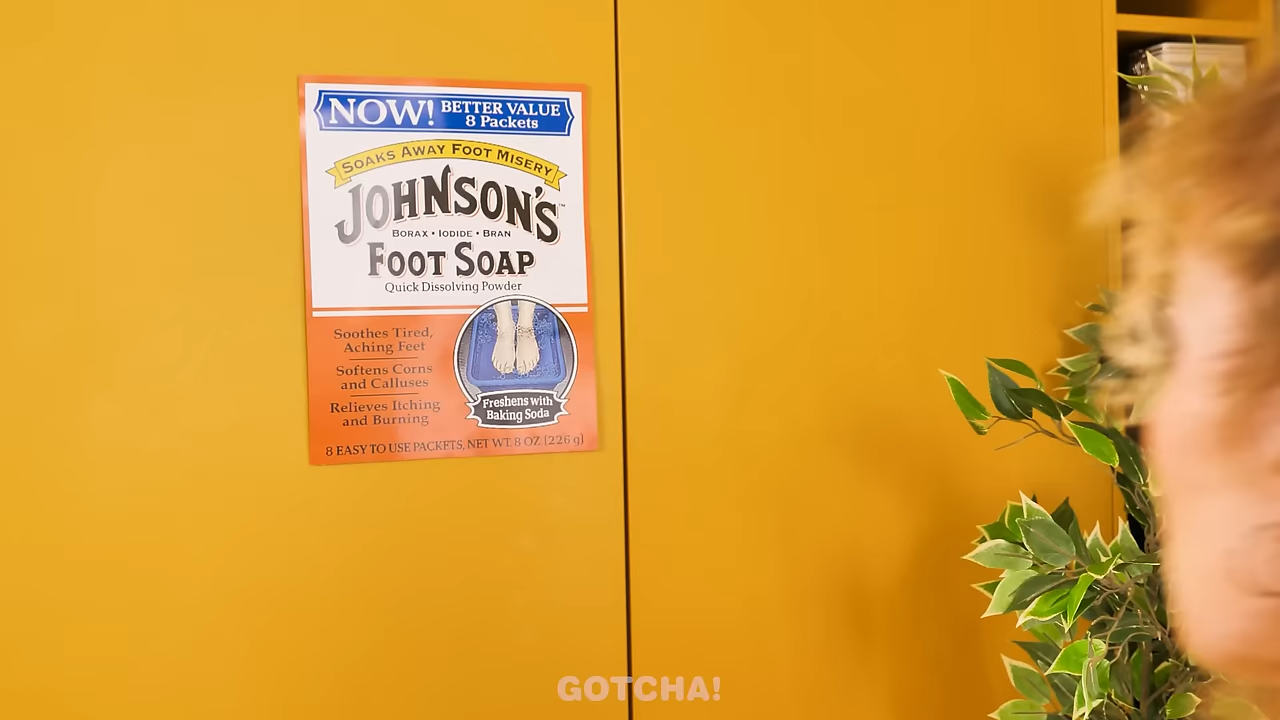 NOW! BETTER VALUE
8 Packets
SOAKS AWAY FOOT MISERY
JOHNSON'S™
BORAX • IODIDE • BRAN
FOOT SOAP
Quick Dissolving Powder
Soothes Tired,
Aching Feet
Softens Corns
and Calluses
Relieves Itching
and Burning
Freshens with
Baking Soda
8 EASY TO USE PACKETS, NET WT. 8 OZ. (226 g)
GOTCHA!